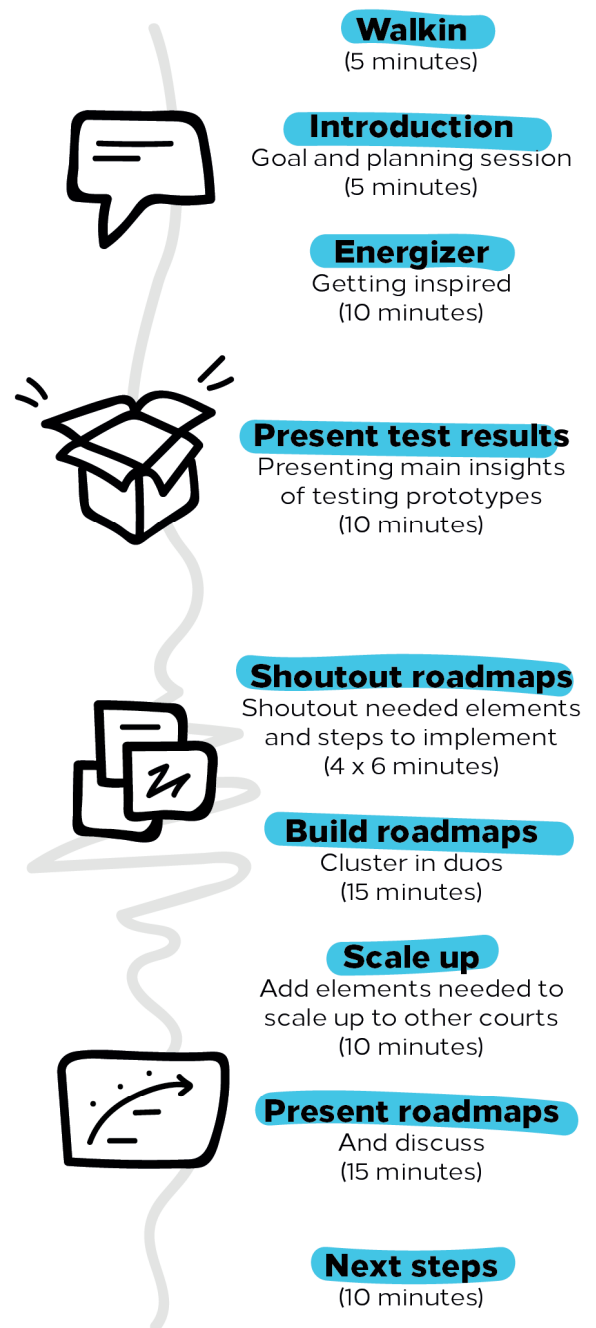 Walkin
(5 minutes)
Introduction
Goal and planning session
(5 minutes)
Energizer
Getting inspired
(10 minutes)
Present test results
Presenting main insights
of testing prototypes
(10 minutes)
Shoutout roadmaps
Shoutout needed elements
and steps to implement
(4 x 6 minutes)
Build roadmaps
Cluster in duos
(15 minutes)
Scale up
Add elements needed to
scale up to other courts
(10 minutes)
Present roadmaps
And discuss
(15 minutes)
Next steps
(10 minutes)